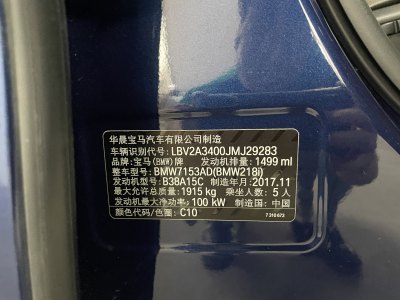 华晨宝马汽车有限公司制造
车辆识别代号: LBV2A3400JMJ29283
品牌: 宝马(BMW)牌 发动机排量: 1499 ml
整车型号: BMW7153AD(BMW218i)
发动机型号: B38A15C 制造年月: 2017.11
最大允许总质量: 1915 kg 乘坐人数: 5 人
发动机最大净功率: 100 kW 制造国: 中国
颜色代码/色圈: C10 7310673